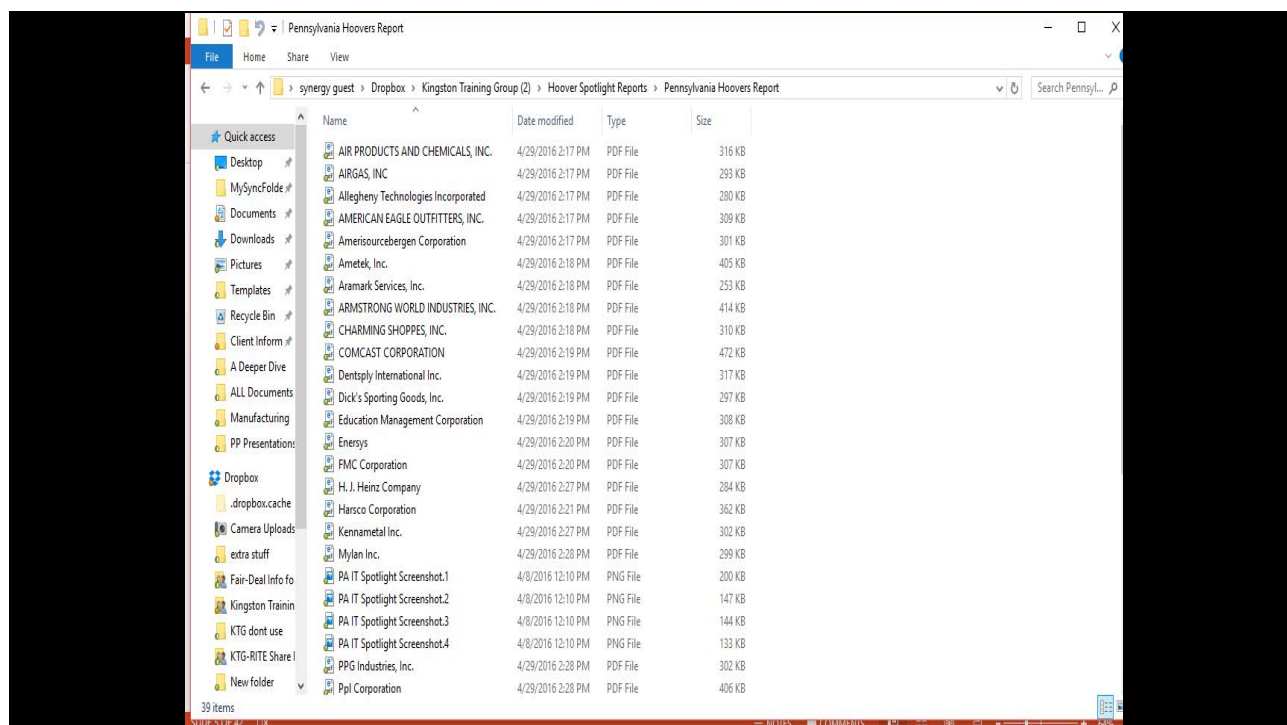 Pennsylvania Hoovers Report
File Home Share View
synergy guest > Dropbox > Kingston Training Group (2) > Hoover Spotlight Reports > Pennsylvania Hoovers Report
Search Pennsyl...
Name Date modified Type Size
Quick access
Desktop
MySyncFolde
Documents
Downloads
Pictures
Templates
Recycle Bin
Client Inform
A Deeper Dive
ALL Documents
Manufacturing
PP Presentations
Dropbox
.dropbox.cache
Camera Uploads
extra stuff
Fair-Deal Info fo
Kingston Trainin
KTG dont use
KTG-RITE Share
New folder
AIR PRODUCTS AND CHEMICALS, INC. 4/29/2016 2:17 PM PDF File 316 KB
AIRGAS, INC 4/29/2016 2:17 PM PDF File 293 KB
Allegheny Technologies Incorporated 4/29/2016 2:17 PM PDF File 280 KB
AMERICAN EAGLE OUTFITTERS, INC. 4/29/2016 2:17 PM PDF File 309 KB
Amerisourcebergen Corporation 4/29/2016 2:17 PM PDF File 301 KB
Ametek, Inc. 4/29/2016 2:18 PM PDF File 405 KB
Aramark Services, Inc. 4/29/2016 2:18 PM PDF File 253 KB
ARMSTRONG WORLD INDUSTRIES, INC. 4/29/2016 2:18 PM PDF File 414 KB
CHARMING SHOPPES, INC. 4/29/2016 2:18 PM PDF File 310 KB
COMCAST CORPORATION 4/29/2016 2:19 PM PDF File 472 KB
Dentsply International Inc. 4/29/2016 2:19 PM PDF File 317 KB
Dick's Sporting Goods, Inc. 4/29/2016 2:19 PM PDF File 297 KB
Education Management Corporation 4/29/2016 2:19 PM PDF File 308 KB
Enersys 4/29/2016 2:20 PM PDF File 307 KB
FMC Corporation 4/29/2016 2:20 PM PDF File 307 KB
H. J. Heinz Company 4/29/2016 2:27 PM PDF File 284 KB
Harsco Corporation 4/29/2016 2:21 PM PDF File 362 KB
Kennametal Inc. 4/29/2016 2:27 PM PDF File 302 KB
Mylan Inc. 4/29/2016 2:28 PM PDF File 299 KB
PA IT Spotlight Screenshot.1 4/8/2016 12:10 PM PNG File 200 KB
PA IT Spotlight Screenshot.2 4/8/2016 12:10 PM PNG File 147 KB
PA IT Spotlight Screenshot.3 4/8/2016 12:10 PM PNG File 144 KB
PA IT Spotlight Screenshot.4 4/8/2016 12:10 PM PNG File 133 KB
PPG Industries, Inc. 4/29/2016 2:28 PM PDF File 302 KB
Ppl Corporation 4/29/2016 2:28 PM PDF File 406 KB
39 items